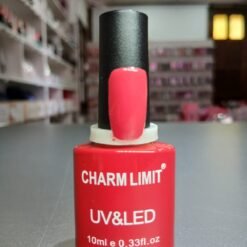 CHARM LIMIT®
UV&LED
10ml e 0.33fl.oz